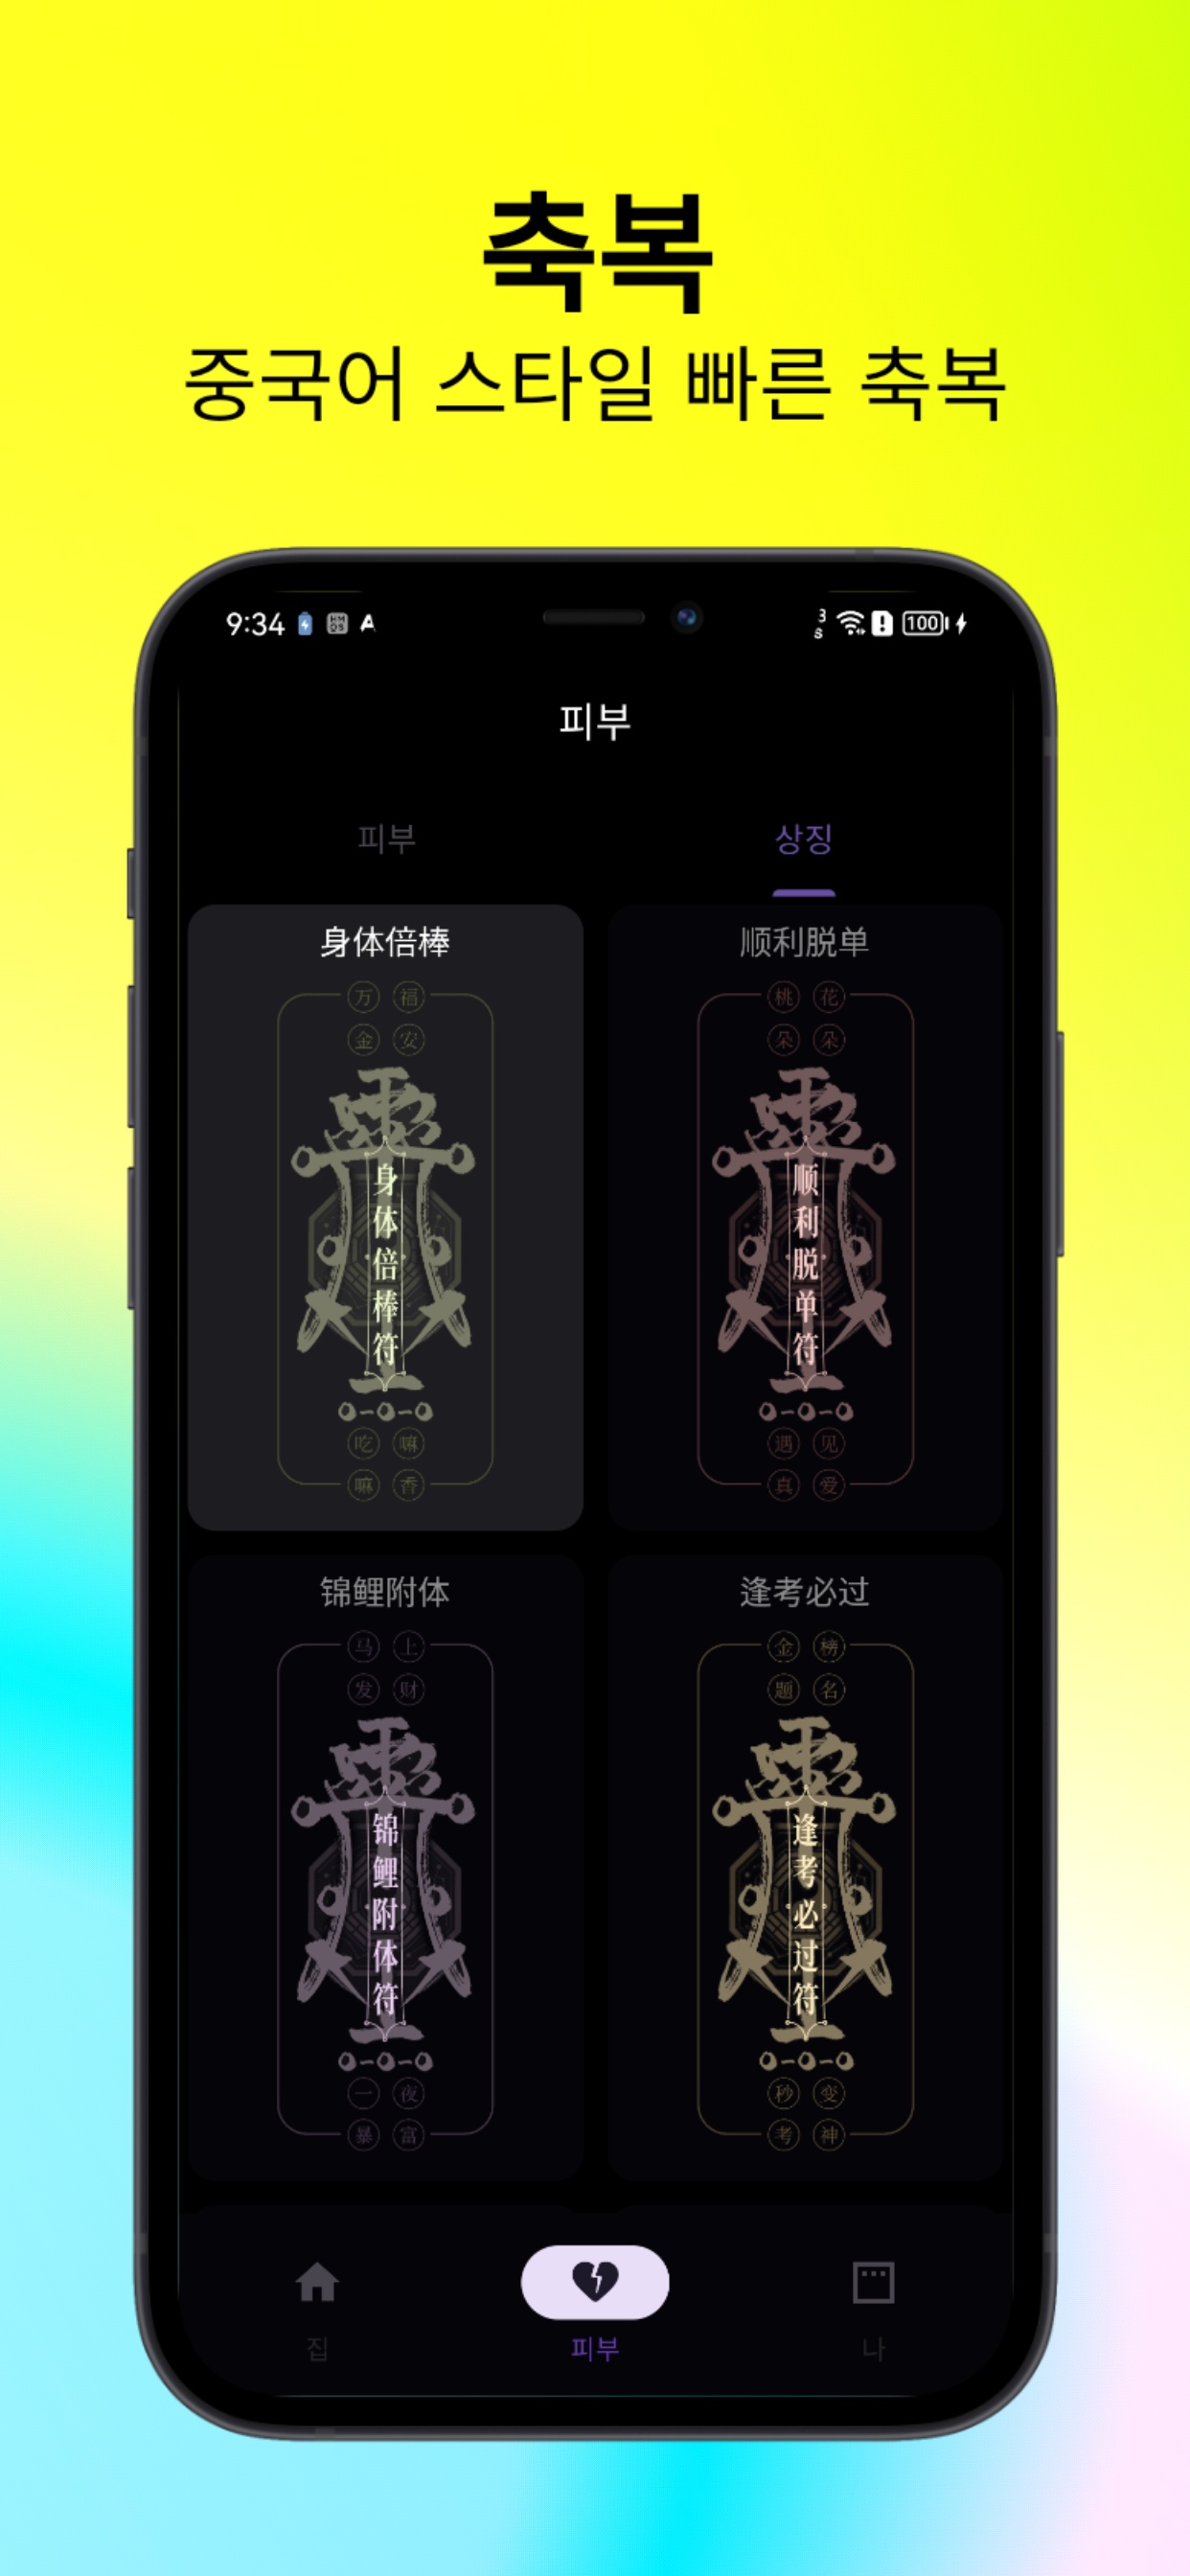 축복
중국어 스타일 빠른 축복
9:34
100
피부
피부
상징
身体倍棒
万 福
金 安
身体倍棒符
吃 嘛
嘛 香
顺利脱单
桃 花
朵 朵
顺利脱单符
遇 见
真 爱
锦鲤附体
马 上
发 财
锦鲤附体符
一 夜
暴 富
逢考必过
金 榜
题 名
逢考必过符
秒 变
考 神
집
피부
나